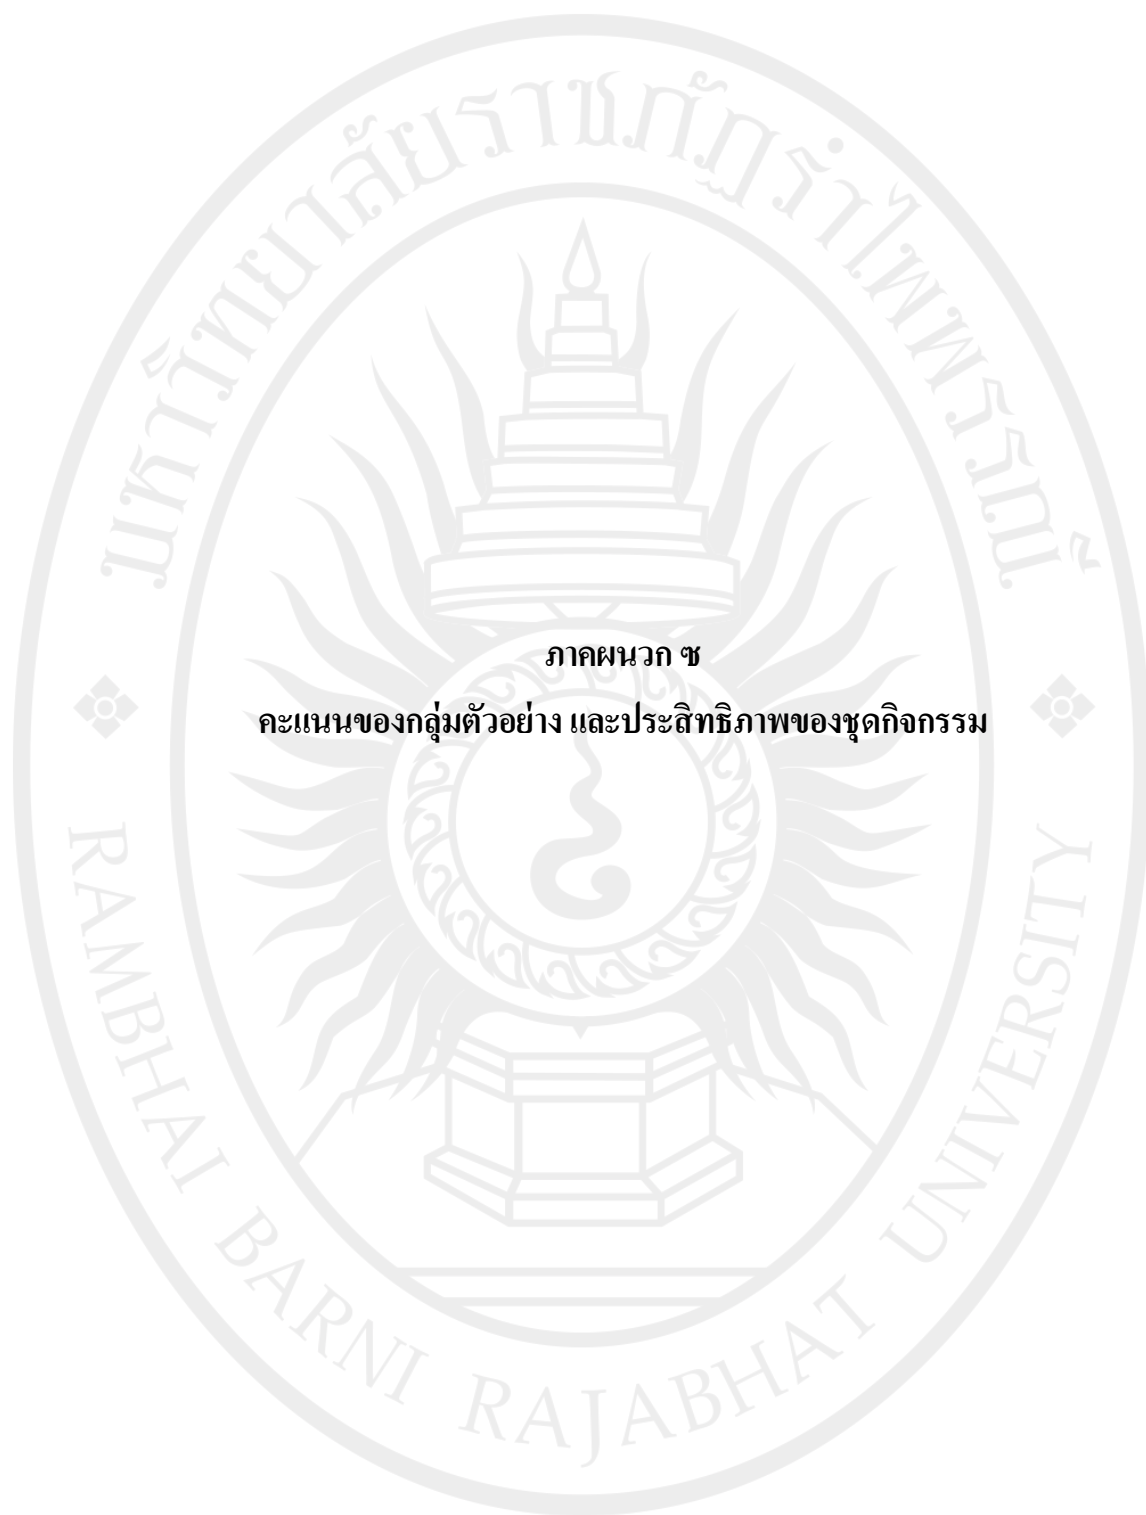 มหาวิทยาลัยราชภัฏรำไพพรรณี
ภาคผนวก ซ
คะแนนของกลุ่มตัวอย่าง และประสิทธิภาพของชุดกิจกรรม
RAMBHAI BARNI RAJABHAT UNIVERSITY